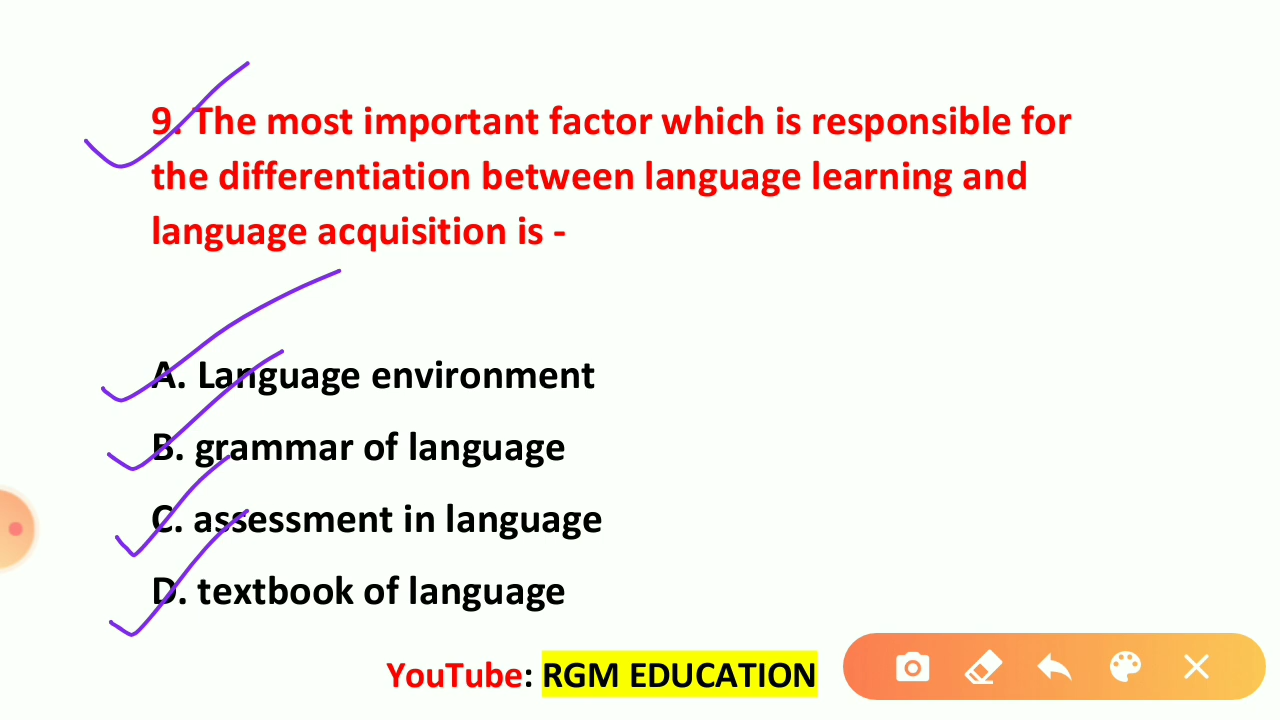 9. The most important factor which is responsible for
the differentiation between language learning and
language acquisition is -
A. Language environment
B. grammar of language
C. assessment in language
D. textbook of language
YouTube: RGM EDUCATION